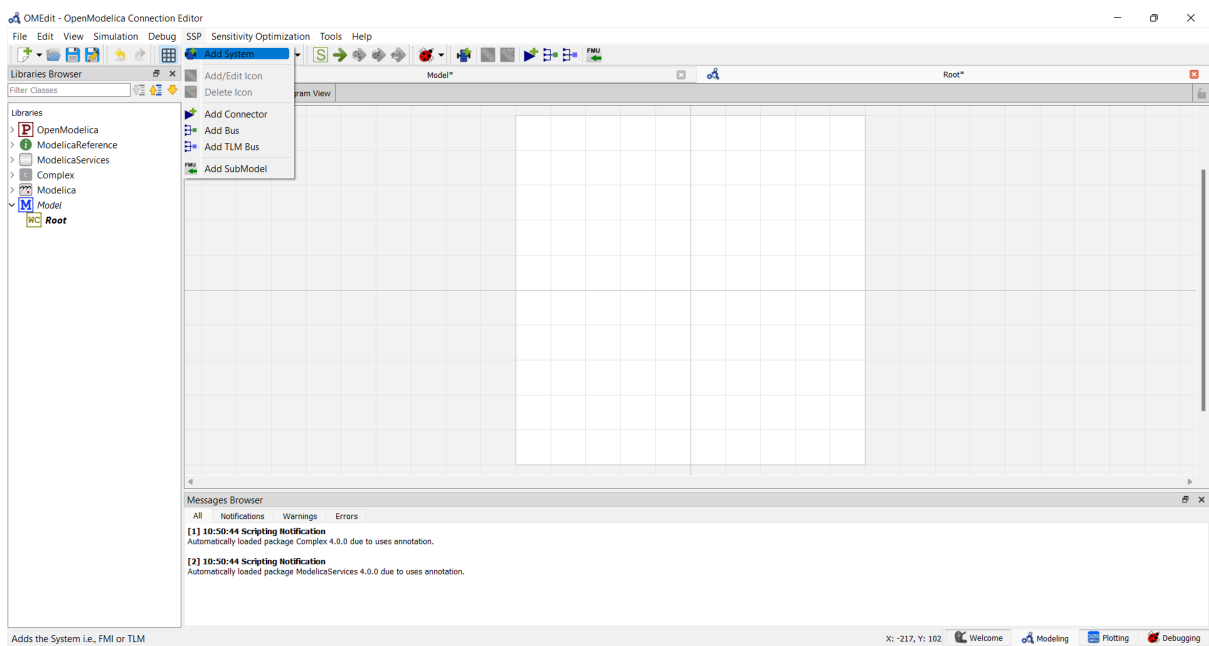 OMEdit - OpenModelica Connection Editor
File Edit View Simulation Debug SSP Sensitivity Optimization Tools Help
Add System
S
FMU
Libraries Browser
Model*
Root*
Filter Classes
Add/Edit Icon
Delete Icon
gram View
Libraries
Add Connector
P OpenModelica
Add Bus
i ModelicaReference
Add TLM Bus
ModelicaServices
FMU Add SubModel
C Complex
Modelica
M Model
WC Root
Messages Browser
All Notifications Warnings Errors
[1] 10:50:44 Scripting Notification
Automatically loaded package Complex 4.0.0 due to uses annotation.
[2] 10:50:44 Scripting Notification
Automatically loaded package ModelicaServices 4.0.0 due to uses annotation.
Adds the System i.e., FMI or TLM
X: -217, Y: 102 Welcome Modeling Plotting Debugging